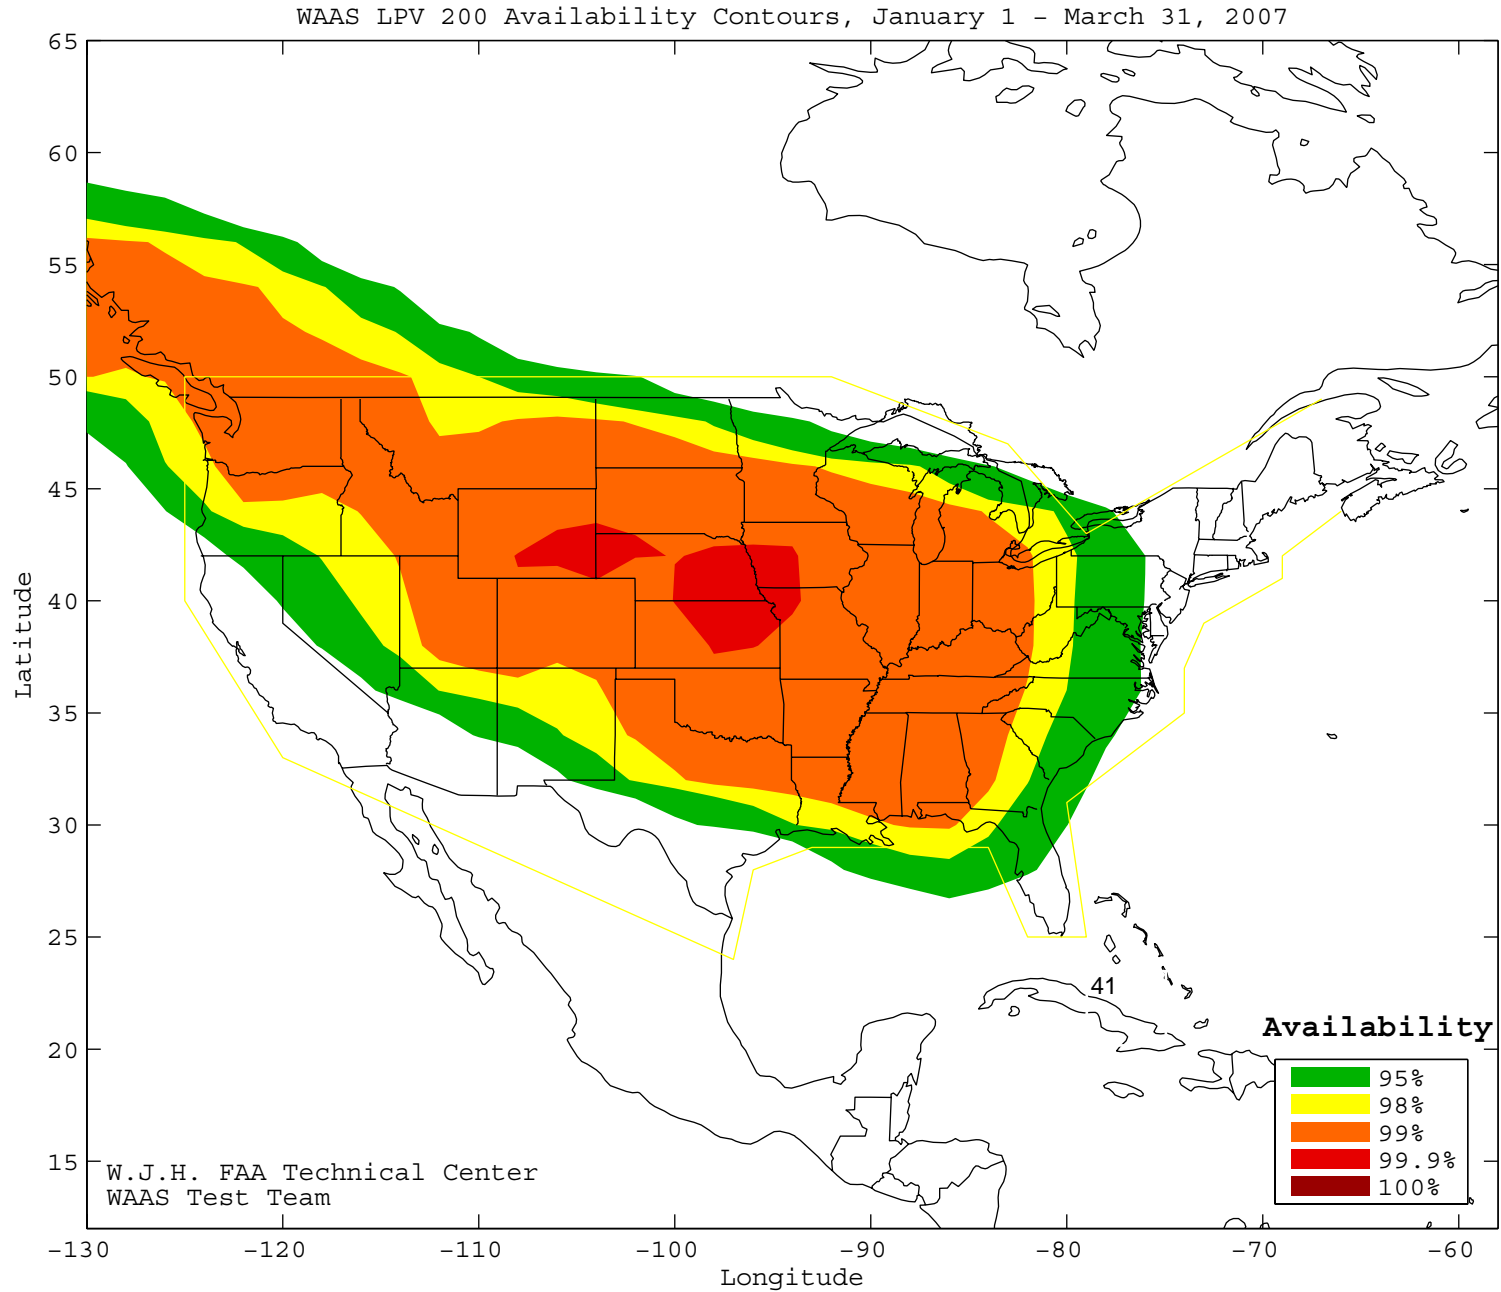 WAAS LPV 200 Availability Contours, January 1 - March 31, 2007
65
60
55
50
45
40
35
30
25
20
15
Latitude
41
Availability
95%
98%
99%
99.9%
100%
W.J.H. FAA Technical Center
WAAS Test Team
-130 -120 -110 -100 -90 -80 -70 -60
Longitude